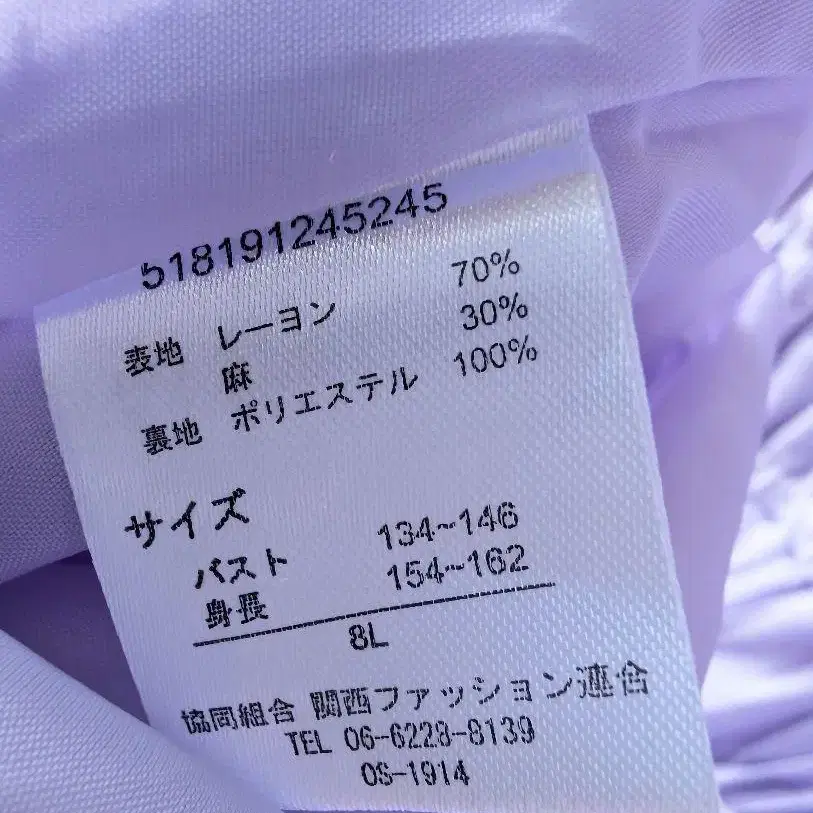 518191245245
表地 レーヨン 70%
麻 30%
裏地 ポリエステル 100%
サイズ
バスト 134~146
身長 154~162
8L
協同組合 関西ファッション連合
TEL 06-6228-8139
OS-1914